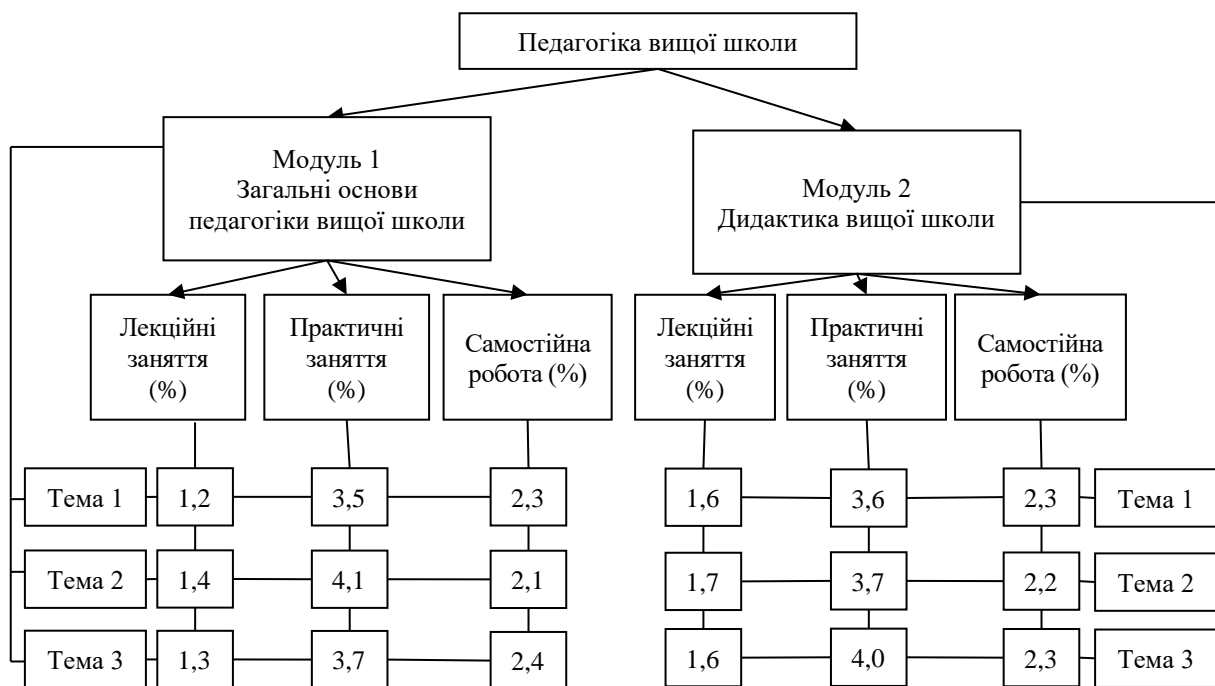 Педагогіка вищої школи
Модуль 1
Загальні основи
педагогіки вищої школи
Модуль 2
Дидактика вищої школи
Лекційні
заняття
(%)
Практичні
заняття
(%)
Самостійна
робота (%)
Лекційні
заняття
(%)
Практичні
заняття
(%)
Самостійна
робота (%)
Тема 1 1,2 3,5 2,3 1,6 3,6 2,3 Тема 1
Тема 2 1,4 4,1 2,1 1,7 3,7 2,2 Тема 2
Тема 3 1,3 3,7 2,4 1,6 4,0 2,3 Тема 3